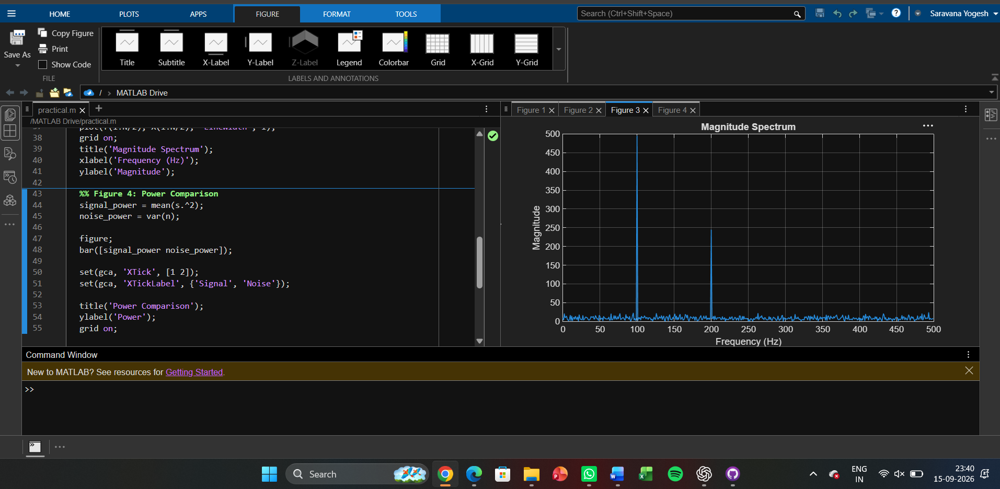 HOME
PLOTS
APPS
FIGURE
FORMAT
TOOLS
Search (Ctrl+Shift+Space)
?
Saravana Yogesh
Save As
Copy Figure
Print
Show Code
FILE
Title
Subtitle
X-Label
Y-Label
Z-Label
Legend
Colorbar
Grid
X-Grid
Y-Grid
LABELS AND ANNOTATIONS
/ › MATLAB Drive
practical.m
/MATLAB Drive/practical.m
38 grid on;
39 title('Magnitude Spectrum');
40 xlabel('Frequency (Hz)');
41 ylabel('Magnitude');
42
43 %% Figure 4: Power Comparison
44 signal_power = mean(s.^2);
45 noise_power = var(n);
46
47 figure;
48 bar([signal_power noise_power]);
49
50 set(gca, 'XTick', [1 2]);
51 set(gca, 'XTickLabel', {'Signal', 'Noise'});
52
53 title('Power Comparison');
54 ylabel('Power');
55 grid on;
Figure 1
Figure 2
Figure 3
Figure 4
Magnitude Spectrum
500
450
400
350
300
250
200
150
100
50
0
Magnitude
0 50 100 150 200 250 300 350 400 450 500
Frequency (Hz)
Command Window
New to MATLAB? See resources for Getting Started.
>>
Search
ENG
IN
23:40
15-09-2026